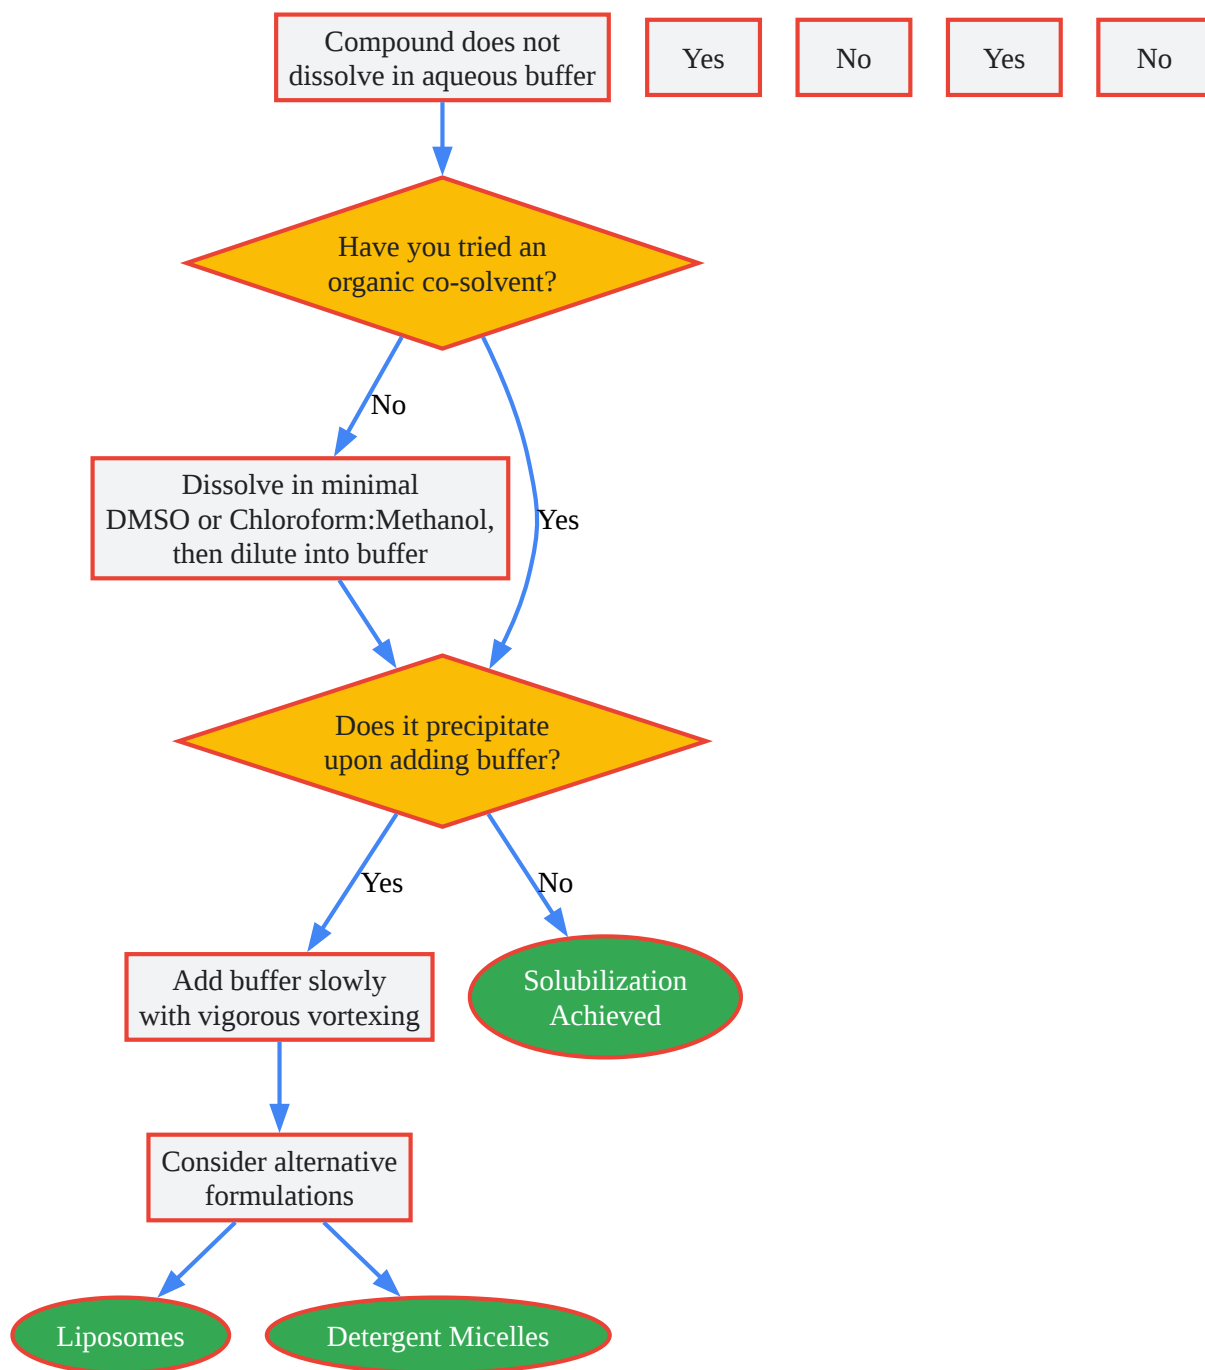 Compound does not
dissolve in aqueous buffer
Yes
No
Yes
No
Have you tried an
organic co-solvent?
No
Dissolve in minimal
DMSO or Chloroform:Methanol,
then dilute into buffer
Yes
Does it precipitate
upon adding buffer?
Yes
No
Add buffer slowly
with vigorous vortexing
Solubilization
Achieved
Consider alternative
formulations
Liposomes
Detergent Micelles